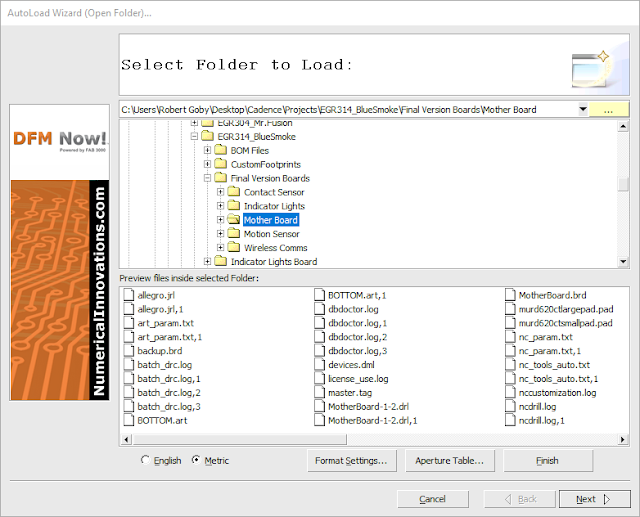 AutoLoad Wizard (Open Folder)...
Select Folder to Load:
C:\Users\Robert Goby\Desktop\Cadence\Projects\EGR314_BlueSmoke\Final Version Boards\Mother Board
...
DFM Now!
Powered by FAB 3000
NumericalInnovations.com
EGR304_Mr.Fusion
EGR314_BlueSmoke
BOM Files
CustomFootprints
Final Version Boards
Contact Sensor
Indicator Lights
Mother Board
Motion Sensor
Wireless Comms
Indicator Lights Board
Preview files inside selected Folder:
allegro.jrl
allegro.jrl,1
art_param.txt
art_param.txt,1
backup.brd
batch_drc.log
batch_drc.log,1
batch_drc.log,2
batch_drc.log,3
BOTTOM.art
BOTTOM.art,1
dbdoctor.log
dbdoctor.log,1
dbdoctor.log,2
dbdoctor.log,3
devices.dml
license_use.log
master.tag
MotherBoard-1-2.drl
MotherBoard-1-2.drl,1
MotherBoard.brd
murd620ctlargepad.pad
murd620ctsmallpad.pad
nc_param.txt
nc_param.txt,1
nc_tools_auto.txt
nc_tools_auto.txt,1
nccustomization.log
ncdrill.log
ncdrill.log,1
English
Metric
Format Settings...
Aperture Table...
Finish
Cancel
Back
Next